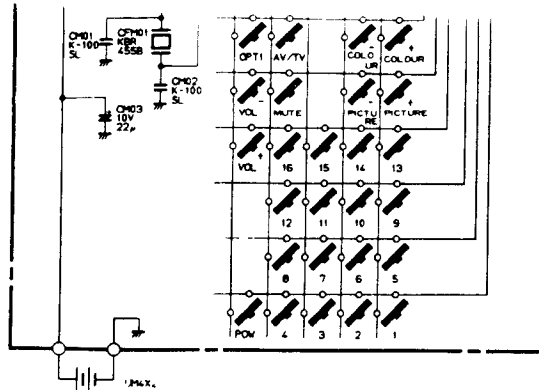 CM01 CFM01
K-100 KBR
SL 455B
CM02
K-100
SL
CM03
10V
22μ
OPT1 AV/TV COLO UR - COLOUR +
VOL - MUTE PICTU RE - PICTURE +
VOL + 16 15 14 13
12 11 10 9
8 7 6 5
POW 4 3 2 1